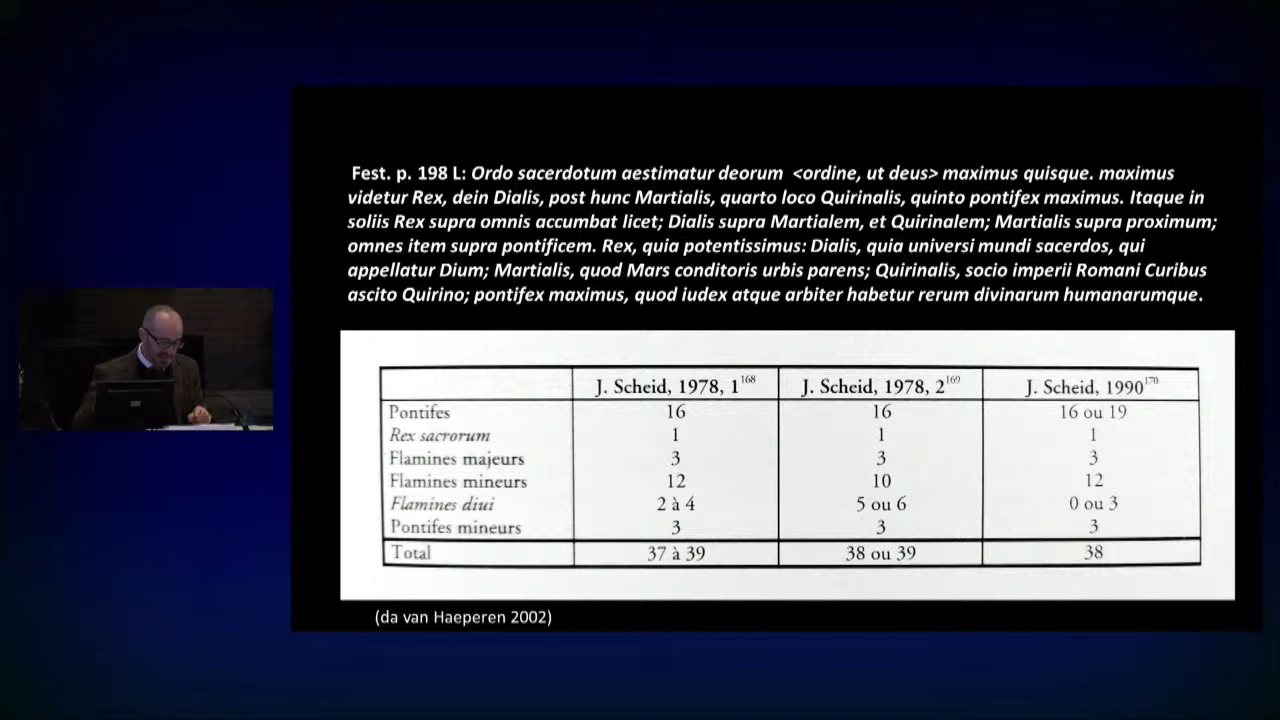 Fest. p. 198 L: Ordo sacerdotum aestimatur deorum <ordine, ut deus> maximus quisque. maximus
videtur Rex, dein Dialis, post hunc Martialis, quarto loco Quirinalis, quinto pontifex maximus. Itaque in
soliis Rex supra omnis accumbat licet; Dialis supra Martialem, et Quirinalem; Martialis supra proximum;
omnes item supra pontificem. Rex, quia potentissimus: Dialis, quia universi mundi sacerdos, qui
appellatur Dium; Martialis, quod Mars conditoris urbis parens; Quirinalis, socio imperii Romani Curibus
ascito Quirino; pontifex maximus, quod iudex atque arbiter habetur rerum divinarum humanarumque.
J. Scheid, 1978, 1168 J. Scheid, 1978, 2169 J. Scheid, 1990170
Pontifes 16 16 16 ou 19
Rex sacrorum 1 1 1
Flamines majeurs 3 3 3
Flamines mineurs 12 10 12
Flamines diui 2 à 4 5 ou 6 0 ou 3
Pontifes mineurs 3 3 3
Total 37 à 39 38 ou 39 38
(da van Haeperen 2002)